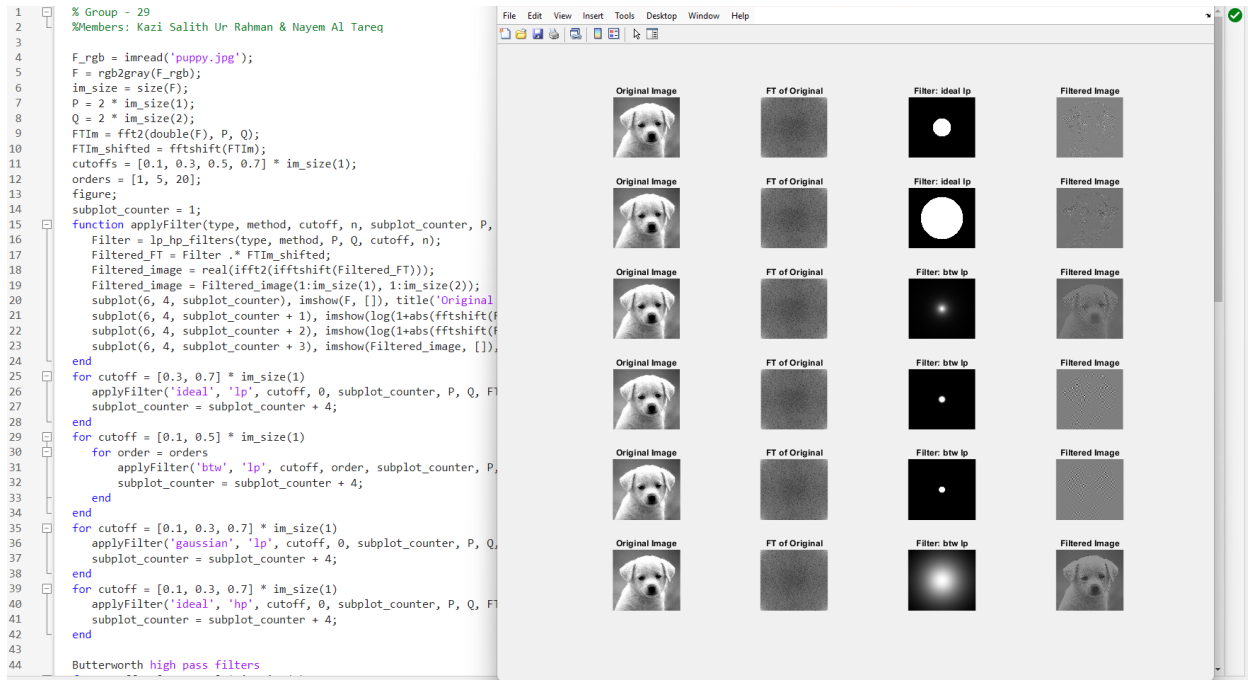 1 % Group - 29
2 %Members: Kazi Salith Ur Rahman & Nayem Al Tareq
3
4 F_rgb = imread('puppy.jpg');
5 F = rgb2gray(F_rgb);
6 im_size = size(F);
7 P = 2 * im_size(1);
8 Q = 2 * im_size(2);
9 FTIm = fft2(double(F), P, Q);
10 FTIm_shifted = fftshift(FTIm);
11 cutoffs = [0.1, 0.3, 0.5, 0.7] * im_size(1);
12 orders = [1, 5, 20];
13 figure;
14 subplot_counter = 1;
15 function applyFilter(type, method, cutoff, n, subplot_counter, P,
16 Filter = lp_hp_filters(type, method, P, Q, cutoff, n);
17 Filtered_FT = Filter .* FTIm_shifted;
18 Filtered_image = real(ifft2(ifftshift(Filtered_FT)));
19 Filtered_image = Filtered_image(1:im_size(1), 1:im_size(2));
20 subplot(6, 4, subplot_counter), imshow(F, []), title('Original
21 subplot(6, 4, subplot_counter + 1), imshow(log(1+abs(fftshift(F
22 subplot(6, 4, subplot_counter + 2), imshow(log(1+abs(fftshift(F
23 subplot(6, 4, subplot_counter + 3), imshow(Filtered_image, []),
24 end
25 for cutoff = [0.3, 0.7] * im_size(1)
26 applyFilter('ideal', 'lp', cutoff, 0, subplot_counter, P, Q, FT
27 subplot_counter = subplot_counter + 4;
28 end
29 for cutoff = [0.1, 0.5] * im_size(1)
30 for order = orders
31 applyFilter('btw', 'lp', cutoff, order, subplot_counter, P,
32 subplot_counter = subplot_counter + 4;
33 end
34 end
35 for cutoff = [0.1, 0.3, 0.7] * im_size(1)
36 applyFilter('gaussian', 'lp', cutoff, 0, subplot_counter, P, Q,
37 subplot_counter = subplot_counter + 4;
38 end
39 for cutoff = [0.1, 0.3, 0.7] * im_size(1)
40 applyFilter('ideal', 'hp', cutoff, 0, subplot_counter, P, Q, FT
41 subplot_counter = subplot_counter + 4;
42 end
43
44 Butterworth high pass filters
File Edit View Insert Tools Desktop Window Help
Original Image FT of Original Filter: ideal lp Filtered Image
Original Image FT of Original Filter: ideal lp Filtered Image
Original Image FT of Original Filter: btw lp Filtered Image
Original Image FT of Original Filter: btw lp Filtered Image
Original Image FT of Original Filter: btw lp Filtered Image
Original Image FT of Original Filter: btw lp Filtered Image